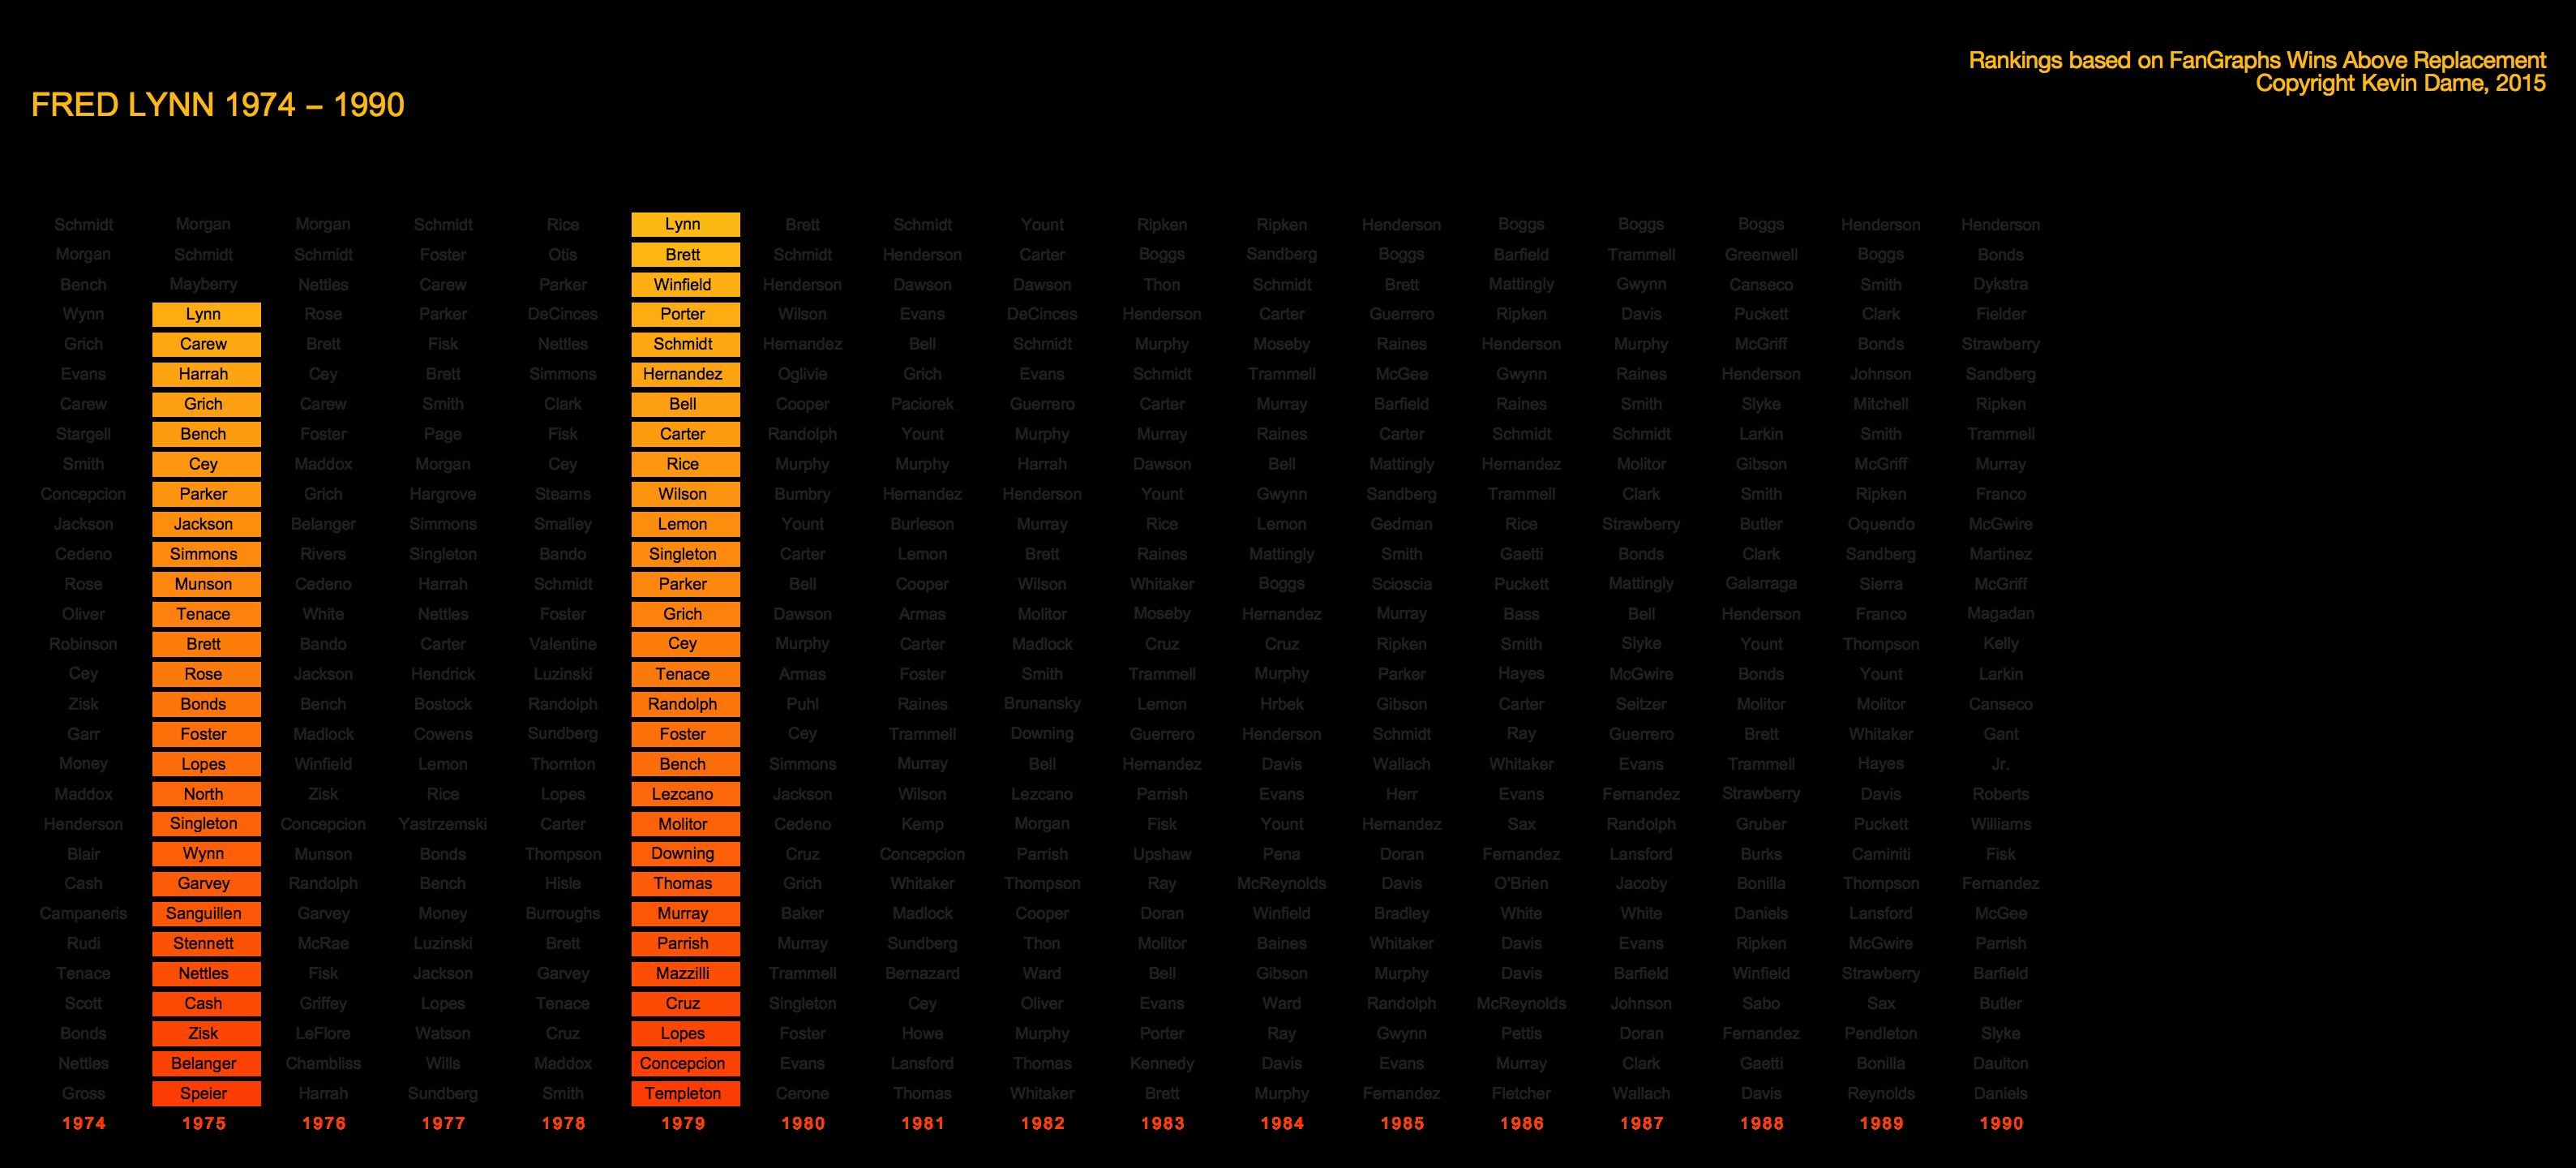 Rankings based on FanGraphs Wins Above Replacement
Copyright Kevin Dame, 2015
FRED LYNN 1974 – 1990
Schmidt Morgan Morgan Schmidt Rice Lynn Brett Schmidt Yount Ripken Ripken Henderson Boggs Boggs Boggs Henderson Henderson
Morgan Schmidt Schmidt Foster Otis Brett Schmidt Henderson Carter Boggs Sandberg Boggs Barfield Trammell Greenwell Boggs Bonds
Bench Mayberry Nettles Carew Parker Winfield Henderson Dawson Dawson Thon Schmidt Brett Mattingly Gwynn Canseco Smith Dykstra
Wynn Lynn Rose Parker DeCinces Porter Wilson Evans DeCinces Henderson Carter Guerrero Ripken Davis Puckett Clark Fielder
Grich Carew Brett Fisk Nettles Schmidt Hernandez Bell Schmidt Murphy Moseby Raines Henderson Murphy McGriff Bonds Strawberry
Evans Harrah Cey Brett Simmons Hernandez Oglivie Grich Evans Schmidt Trammell McGee Gwynn Raines Henderson Johnson Sandberg
Carew Grich Carew Smith Clark Bell Cooper Paciorek Guerrero Carter Murray Barfield Raines Smith Slyke Mitchell Ripken
Stargell Bench Foster Page Fisk Carter Randolph Yount Murphy Murray Raines Carter Schmidt Schmidt Larkin Smith Trammell
Smith Cey Maddox Morgan Cey Rice Murphy Murphy Harrah Dawson Bell Mattingly Hernandez Molitor Gibson McGriff Murray
Concepcion Parker Grich Hargrove Stearns Wilson Bumbry Hernandez Henderson Yount Gwynn Sandberg Trammell Clark Smith Ripken Franco
Jackson Jackson Belanger Simmons Smalley Lemon Yount Burleson Murray Rice Lemon Gedman Rice Strawberry Butler Oquendo McGwire
Cedeno Simmons Rivers Singleton Bando Singleton Carter Lemon Brett Raines Mattingly Smith Gaetti Bonds Clark Sandberg Martinez
Rose Munson Cedeno Harrah Schmidt Parker Bell Cooper Wilson Whitaker Boggs Scioscia Puckett Mattingly Galarraga Sierra McGriff
Oliver Tenace White Nettles Foster Grich Dawson Armas Molitor Moseby Hernandez Murray Bass Bell Henderson Franco Magadan
Robinson Brett Bando Carter Valentine Cey Murphy Carter Madlock Cruz Cruz Ripken Smith Slyke Yount Thompson Kelly
Cey Rose Jackson Hendrick Luzinski Tenace Armas Foster Smith Trammell Murphy Parker Hayes McGwire Bonds Yount Larkin
Zisk Bonds Bench Bostock Randolph Randolph Puhl Raines Brunansky Lemon Hrbek Gibson Carter Seitzer Molitor Molitor Canseco
Garr Foster Madlock Cowens Sundberg Foster Cey Trammell Downing Guerrero Henderson Schmidt Ray Guerrero Brett Whitaker Gant
Money Lopes Winfield Lemon Thornton Bench Simmons Murray Bell Hernandez Davis Wallach Whitaker Evans Trammell Hayes Jr.
Maddox North Zisk Rice Lopes Lezcano Jackson Wilson Lezcano Parrish Evans Herr Evans Fernandez Strawberry Davis Roberts
Henderson Singleton Concepcion Yastrzemski Carter Molitor Cedeno Kemp Morgan Fisk Yount Hernandez Sax Randolph Gruber Puckett Williams
Blair Wynn Munson Bonds Thompson Downing Cruz Concepcion Parrish Upshaw Pena Doran Fernandez Lansford Burks Caminiti Fisk
Cash Garvey Randolph Bench Hisle Thomas Grich Whitaker Thompson Ray McReynolds Davis O'Brien Jacoby Bonilla Thompson Fernandez
Campaneris Sanguillen Garvey Money Burroughs Murray Baker Madlock Cooper Doran Winfield Bradley White White Daniels Lansford McGee
Rudi Stennett McRae Luzinski Brett Parrish Murray Sundberg Thon Molitor Baines Whitaker Davis Evans Ripken McGwire Parrish
Tenace Nettles Fisk Jackson Garvey Mazzilli Trammell Bernazard Ward Bell Gibson Murphy Davis Barfield Winfield Strawberry Barfield
Scott Cash Griffey Lopes Tenace Cruz Singleton Cey Oliver Evans Ward Randolph McReynolds Johnson Sabo Sax Butler
Bonds Zisk LeFlore Watson Cruz Lopes Foster Howe Murphy Porter Ray Gwynn Pettis Doran Fernandez Pendleton Slyke
Nettles Belanger Chambliss Wills Maddox Concepcion Evans Lansford Thomas Kennedy Davis Evans Murray Clark Gaetti Bonilla Daulton
Gross Speier Harrah Sundberg Smith Templeton Cerone Thomas Whitaker Brett Murphy Fernandez Fletcher Wallach Davis Reynolds Daniels
1974 1975 1976 1977 1978 1979 1980 1981 1982 1983 1984 1985 1986 1987 1988 1989 1990